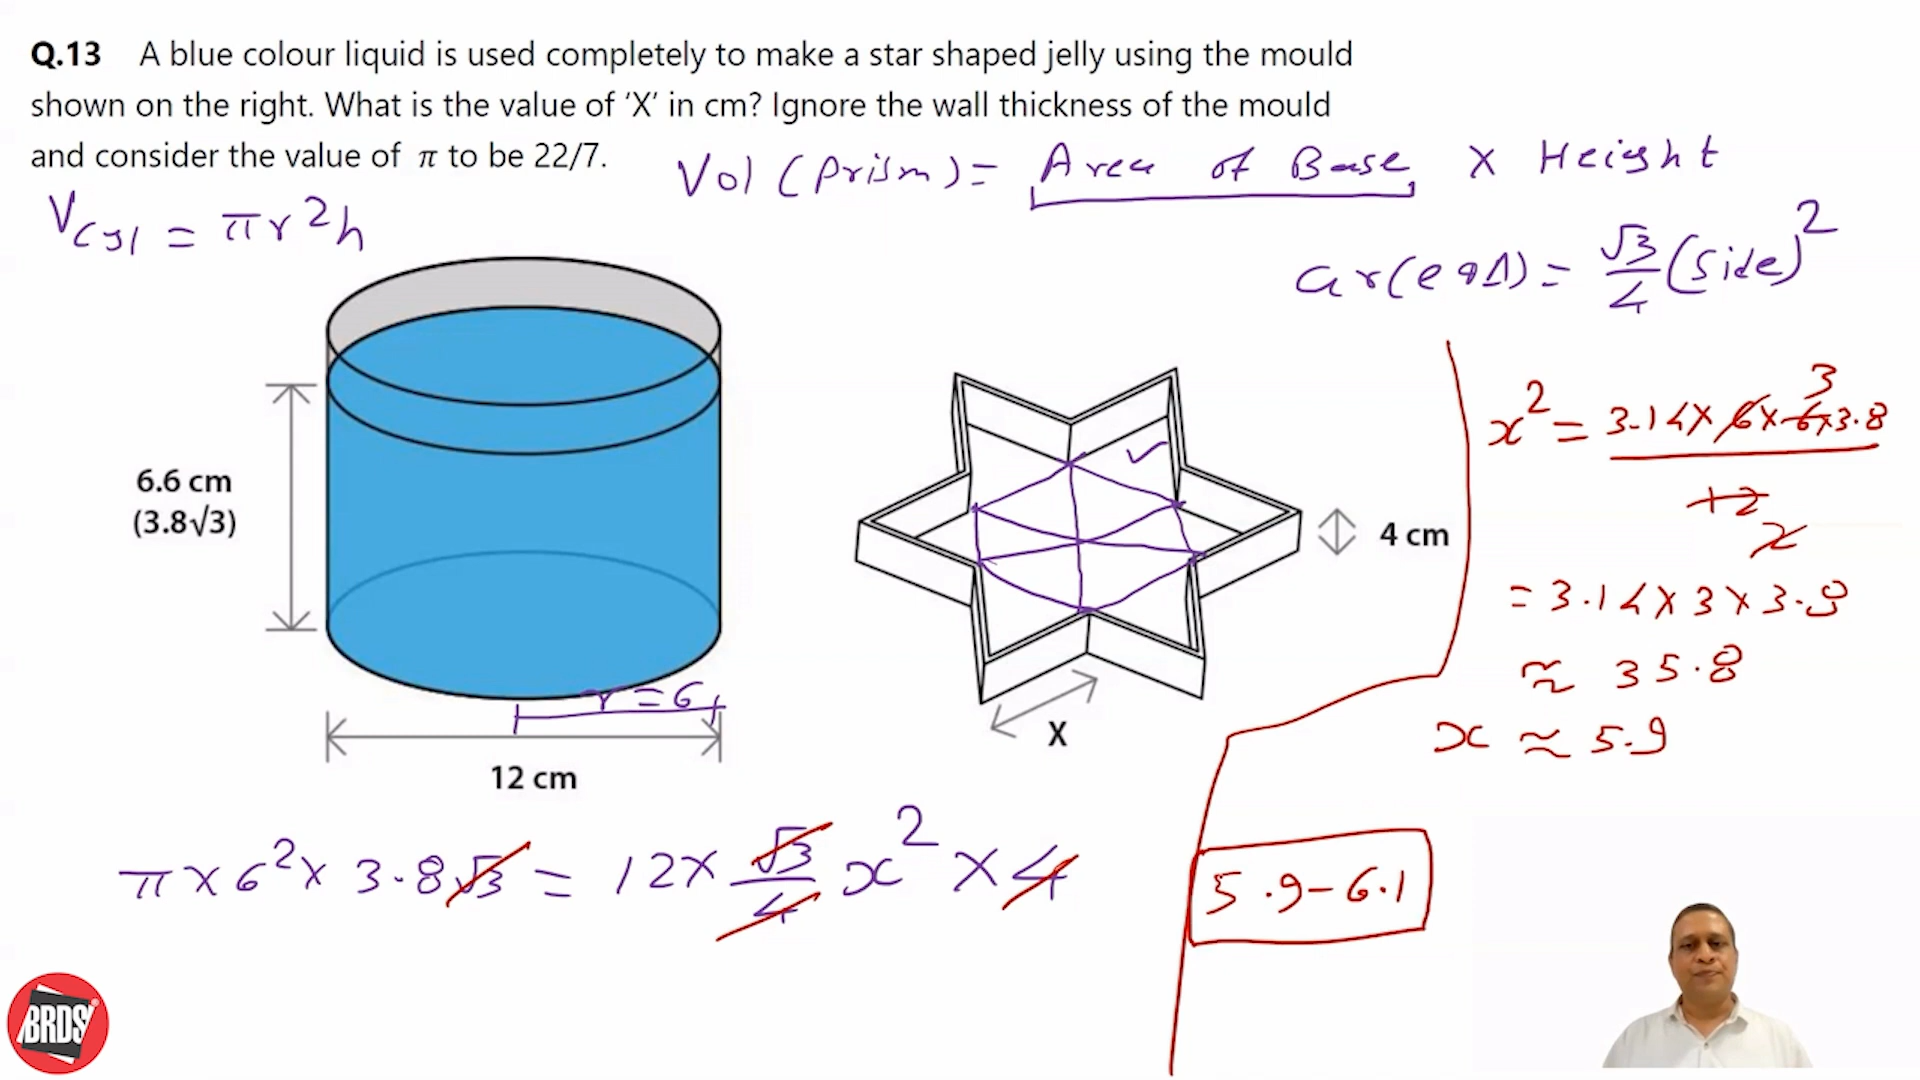 Q.13 A blue colour liquid is used completely to make a star shaped jelly using the mould
shown on the right. What is the value of ‘X’ in cm? Ignore the wall thickness of the mould
and consider the value of π to be 22/7.
Vol (Prism) = Area of Base × Height
Vcyl = πr²h
ar(eqΔ) = √3/4 (Side)²
6.6 cm
(3.8√3)
4 cm
r = 6
12 cm
X
x² = 3.14 × 6 × 6 × 3.8
3
12
2
= 3.14 × 3 × 3.8
≈ 35.8
x ≈ 5.9
π × 6² × 3.8√3 = 12 × √3/4 x² × 4
5.9 – 6.1
BRDS